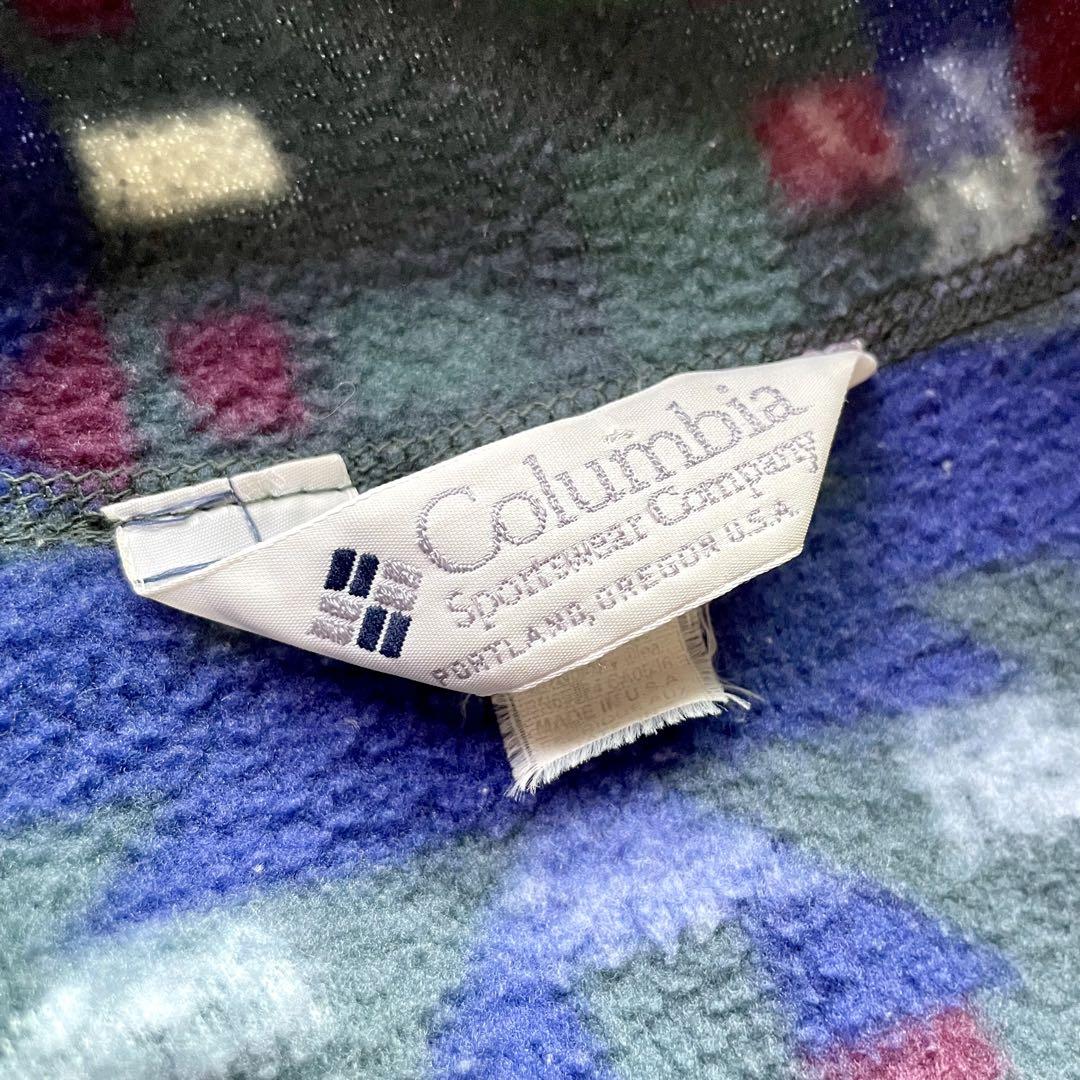 Columbia
Sportswear Company
PORTLAND, OREGON U.S.A.
MADE IN U.S.A